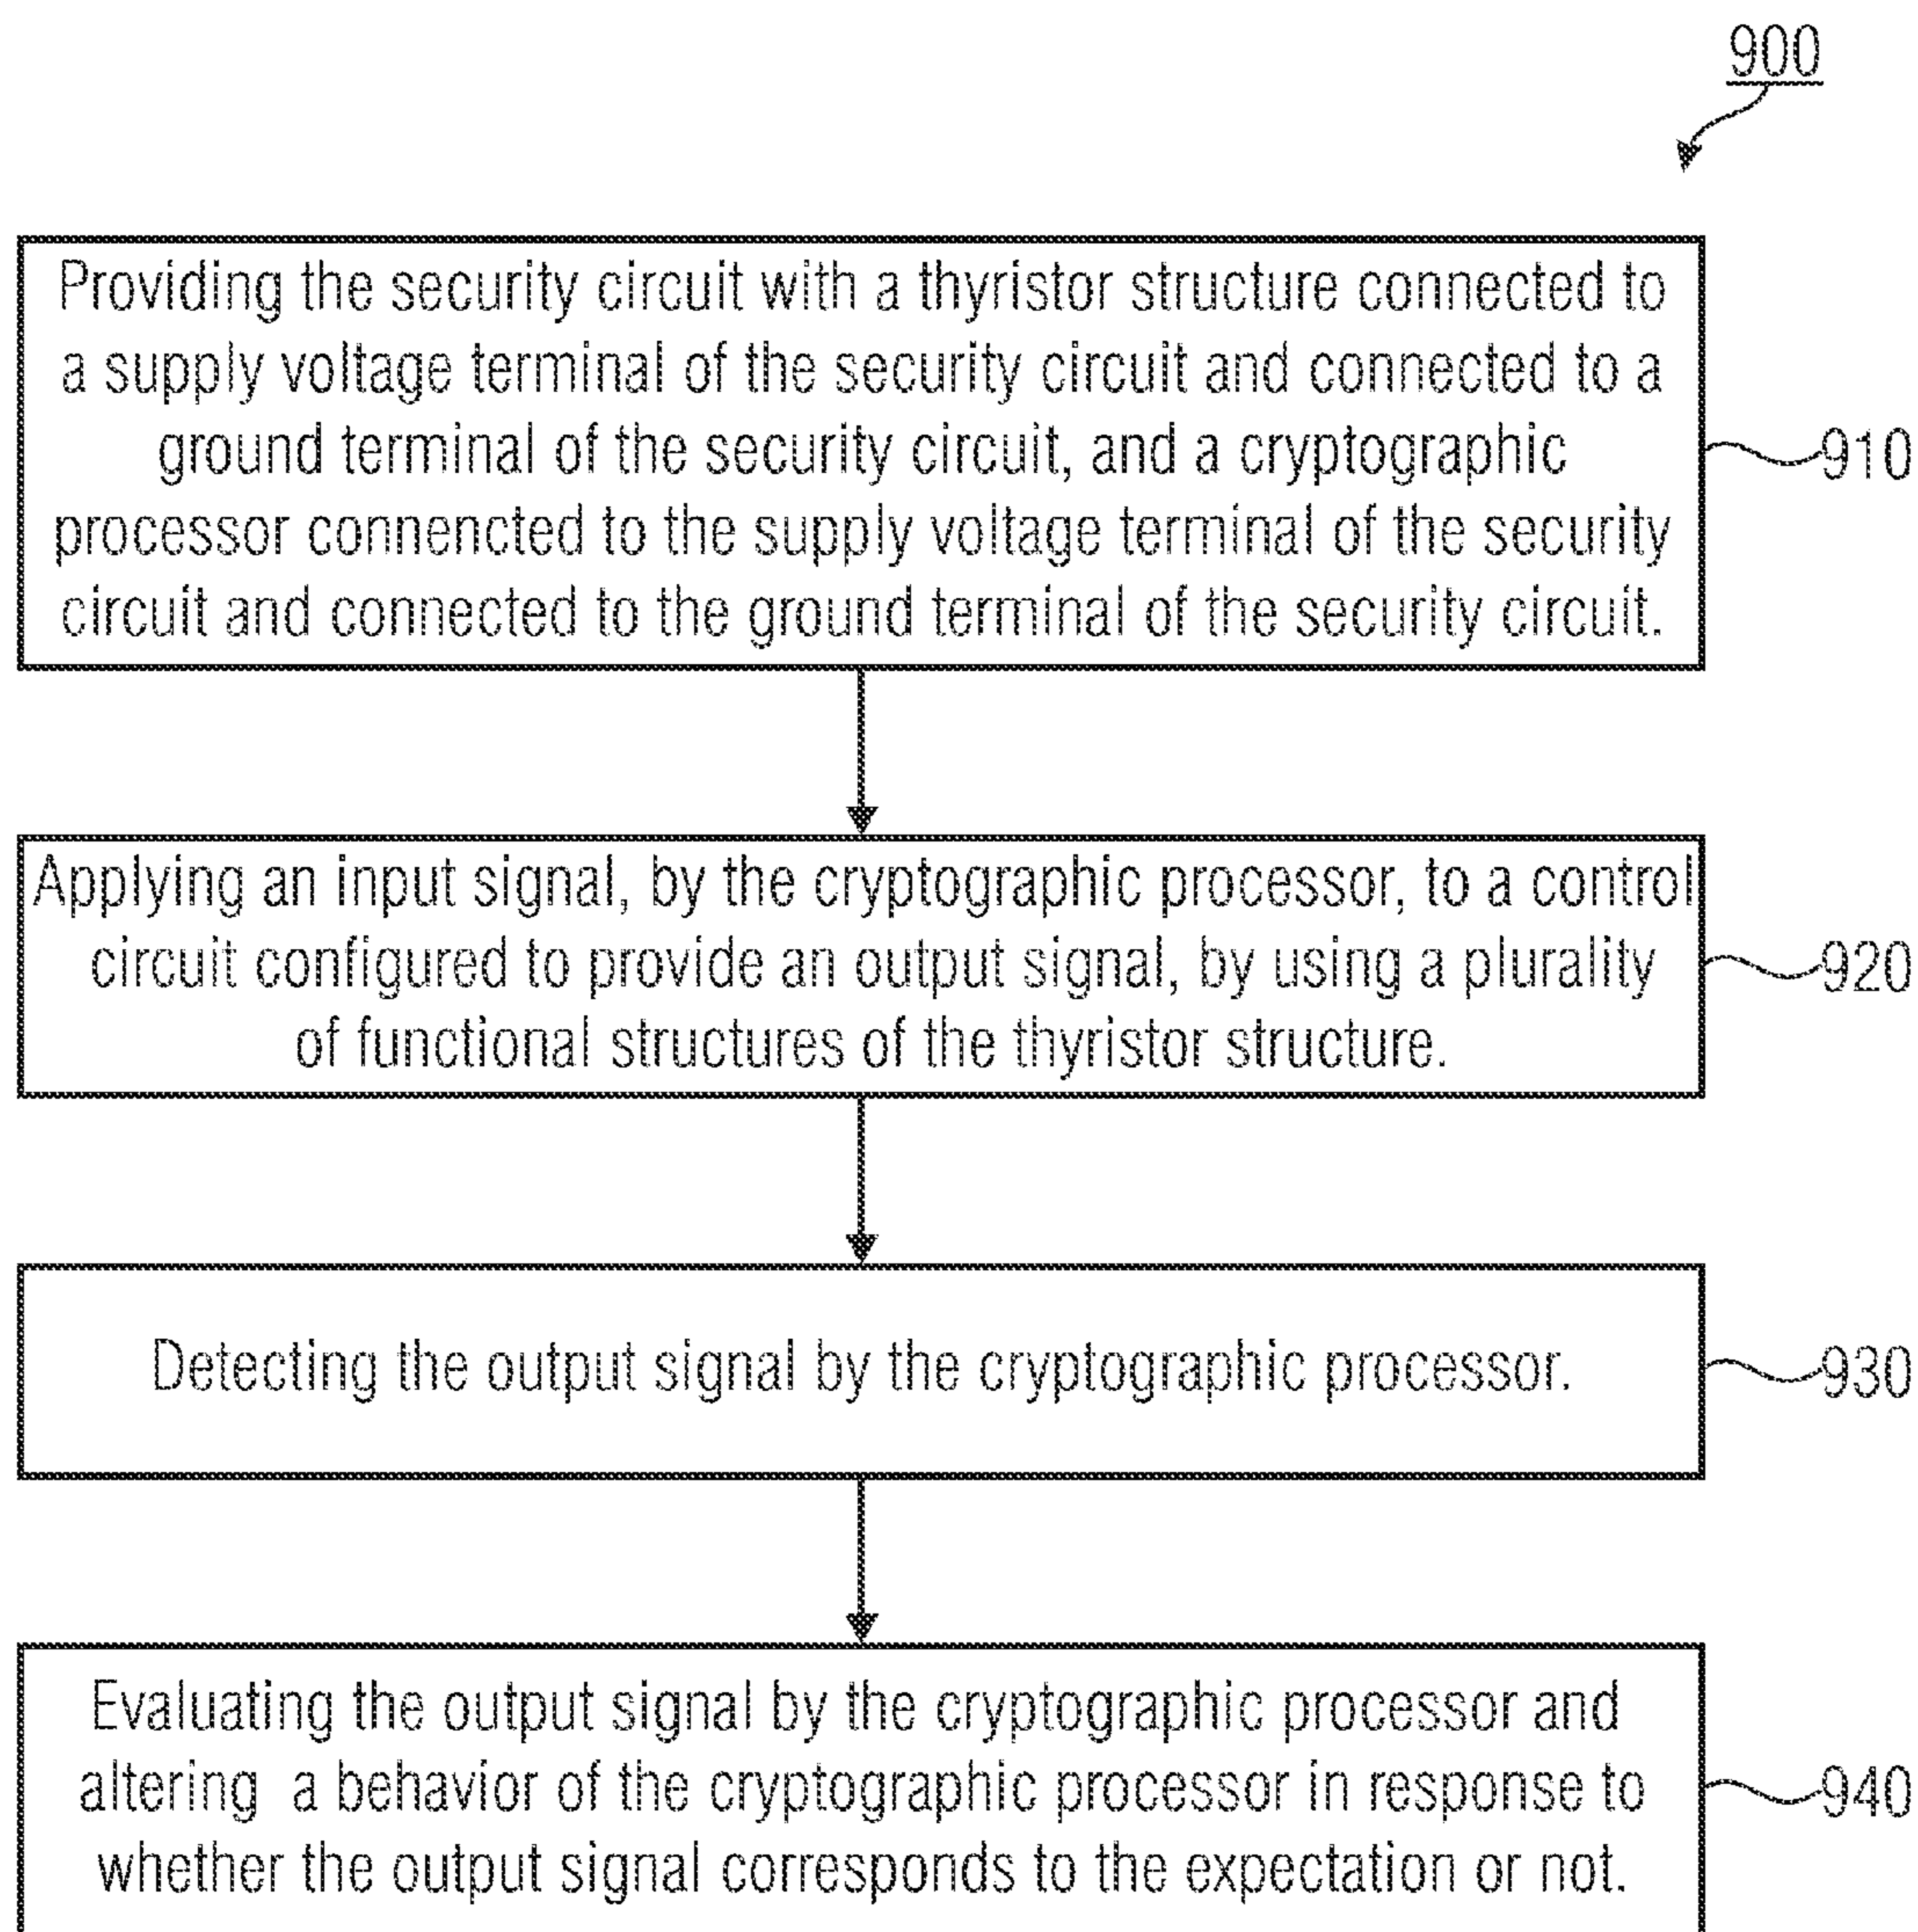 900
Providing the security circuit with a thyristor structure connected to
a supply voltage terminal of the security circuit and connected to a
ground terminal of the security circuit, and a cryptographic
processor connencted to the supply voltage terminal of the security
circuit and connected to the ground terminal of the security circuit.
910
Applying an input signal, by the cryptographic processor, to a control
circuit configured to provide an output signal, by using a plurality
of functional structures of the thyristor structure.
920
Detecting the output signal by the cryptographic processor.
930
Evaluating the output signal by the cryptographic processor and
altering a behavior of the cryptographic processor in response to
whether the output signal corresponds to the expectation or not.
940